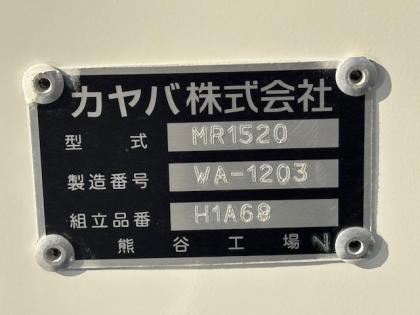 カヤバ株式会社
型式 MR1520
製造番号 WA-1203
組立品番 H1A68
熊谷工場